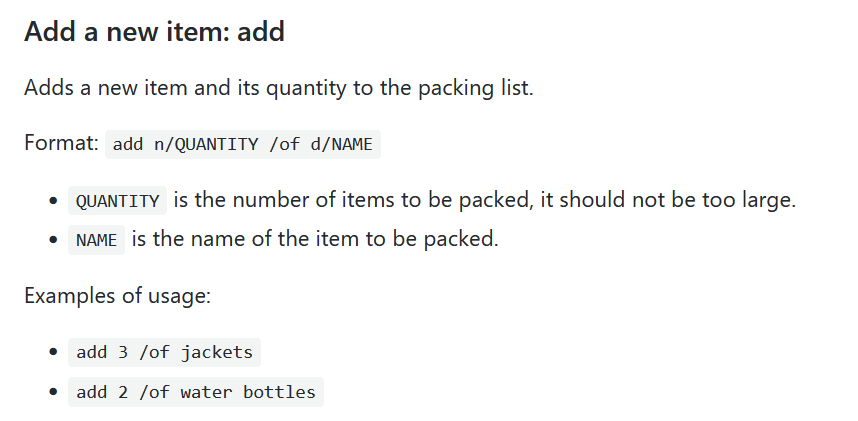 Add a new item: add
Adds a new item and its quantity to the packing list.
Format: add n/QUANTITY /of d/NAME
QUANTITY is the number of items to be packed, it should not be too large.
NAME is the name of the item to be packed.
Examples of usage:
add 3 /of jackets
add 2 /of water bottles